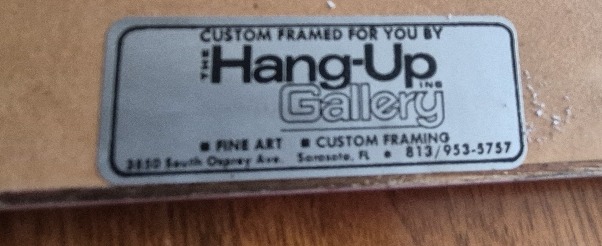 CUSTOM FRAMED FOR YOU BY
THE Hang-Up INC
Gallery
■ FINE ART ■ CUSTOM FRAMING
3850 South Osprey Ave. Sarasota, FL • 813/953-5757